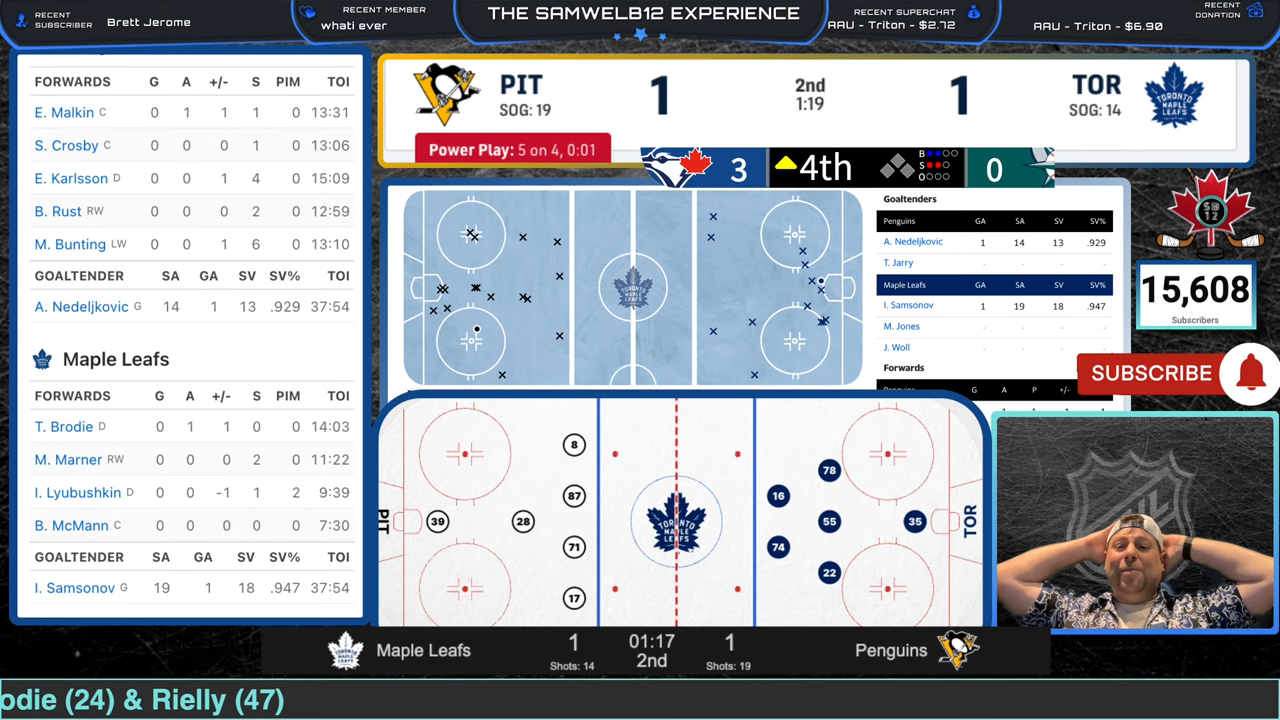 RECENT
SUBSCRIBER
Brett Jerome
RECENT MEMBER
whati ever
THE SAMWELB12 EXPERIENCE
RECENT SUPERCHAT
AAU - Triton - $2.72
RECENT
DONATION
AAU - Triton - $6.90
FORWARDS G A +/- S PIM TOI
E. Malkin C 0 1 1 1 0 13:31
S. Crosby C 0 0 0 1 0 13:06
E. Karlsson D 0 0 1 4 0 15:09
B. Rust RW 0 0 0 2 0 12:59
M. Bunting LW 0 0 1 6 0 13:10
GOALTENDER SA GA SV SV% TOI
A. Nedeljkovic G 14 1 13 .929 37:54
Maple Leafs
FORWARDS G A +/- S PIM TOI
T. Brodie D 0 1 1 0 0 14:03
M. Marner RW 0 0 0 2 0 11:22
I. Lyubushkin D 0 0 -1 1 2 9:39
B. McMann C 0 0 0 0 0 7:30
GOALTENDER SA GA SV SV% TOI
I. Samsonov G 19 1 18 .947 37:54
PIT 1 2nd 1 TOR
SOG: 19 1:19 SOG: 14
Power Play: 5 on 4, 0:01
3 4th B S O 0
TORONTO
MAPLE
LEAFS
Goaltenders
Penguins GA SA SV SV%
A. Nedeljkovic 1 14 13 .929
T. Jarry - - - -
Maple Leafs GA SA SV SV%
I. Samsonov 1 19 18 .947
M. Jones - - - -
J. Woll - - - -
Forwards
Penguins G A P +/-
SB
12
15,608
Subscribers
SUBSCRIBE
PIT
39
28
8
87
71
17
TORONTO
MAPLE
LEAFS
16
74
78
55
22
35
TOR
Maple Leafs 1 01:17 1 Penguins
Shots: 14 2nd Shots: 19
odie (24) & Rielly (47)